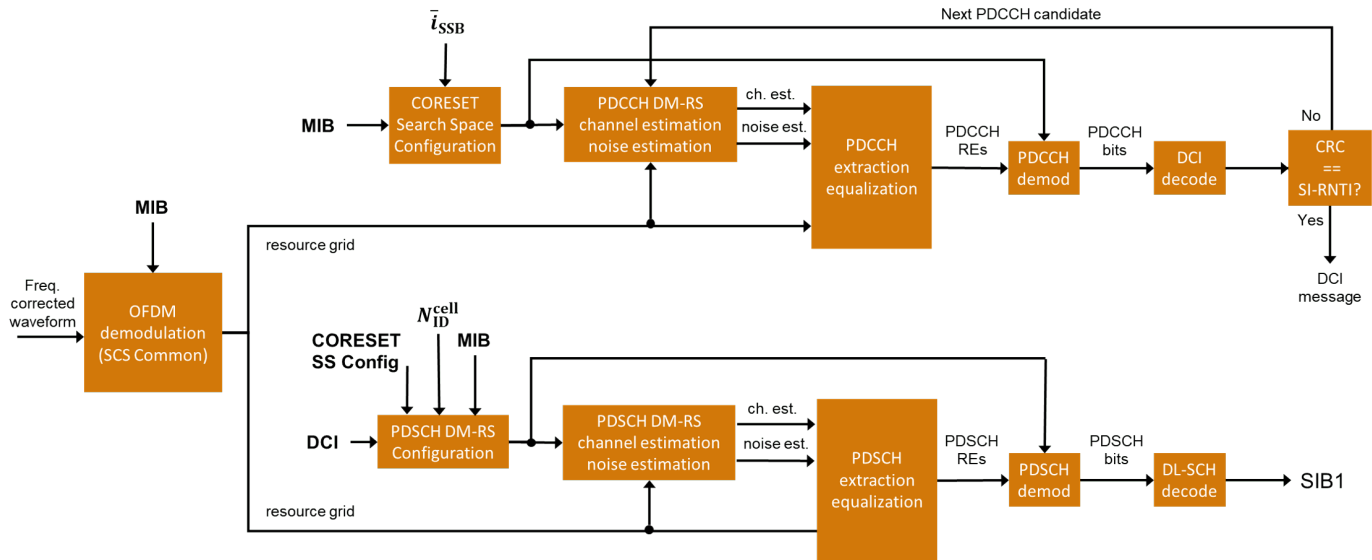 Next PDCCH candidate
i̅SSB
MIB
CORESET
Search Space
Configuration
PDCCH DM-RS
channel estimation
noise estimation
ch. est.
noise est.
PDCCH
extraction
equalization
PDCCH
REs
PDCCH
demod
PDCCH
bits
DCI
decode
No
CRC
==
SI-RNTI?
Yes
DCI
message
MIB
resource grid
Freq.
corrected
waveform
OFDM
demodulation
(SCS Common)
CORESET
SS Config
N_ID^cell
MIB
DCI
PDSCH DM-RS
Configuration
PDSCH DM-RS
channel estimation
noise estimation
ch. est.
noise est.
PDSCH
extraction
equalization
PDSCH
REs
PDSCH
demod
PDSCH
bits
DL-SCH
decode
SIB1
resource grid